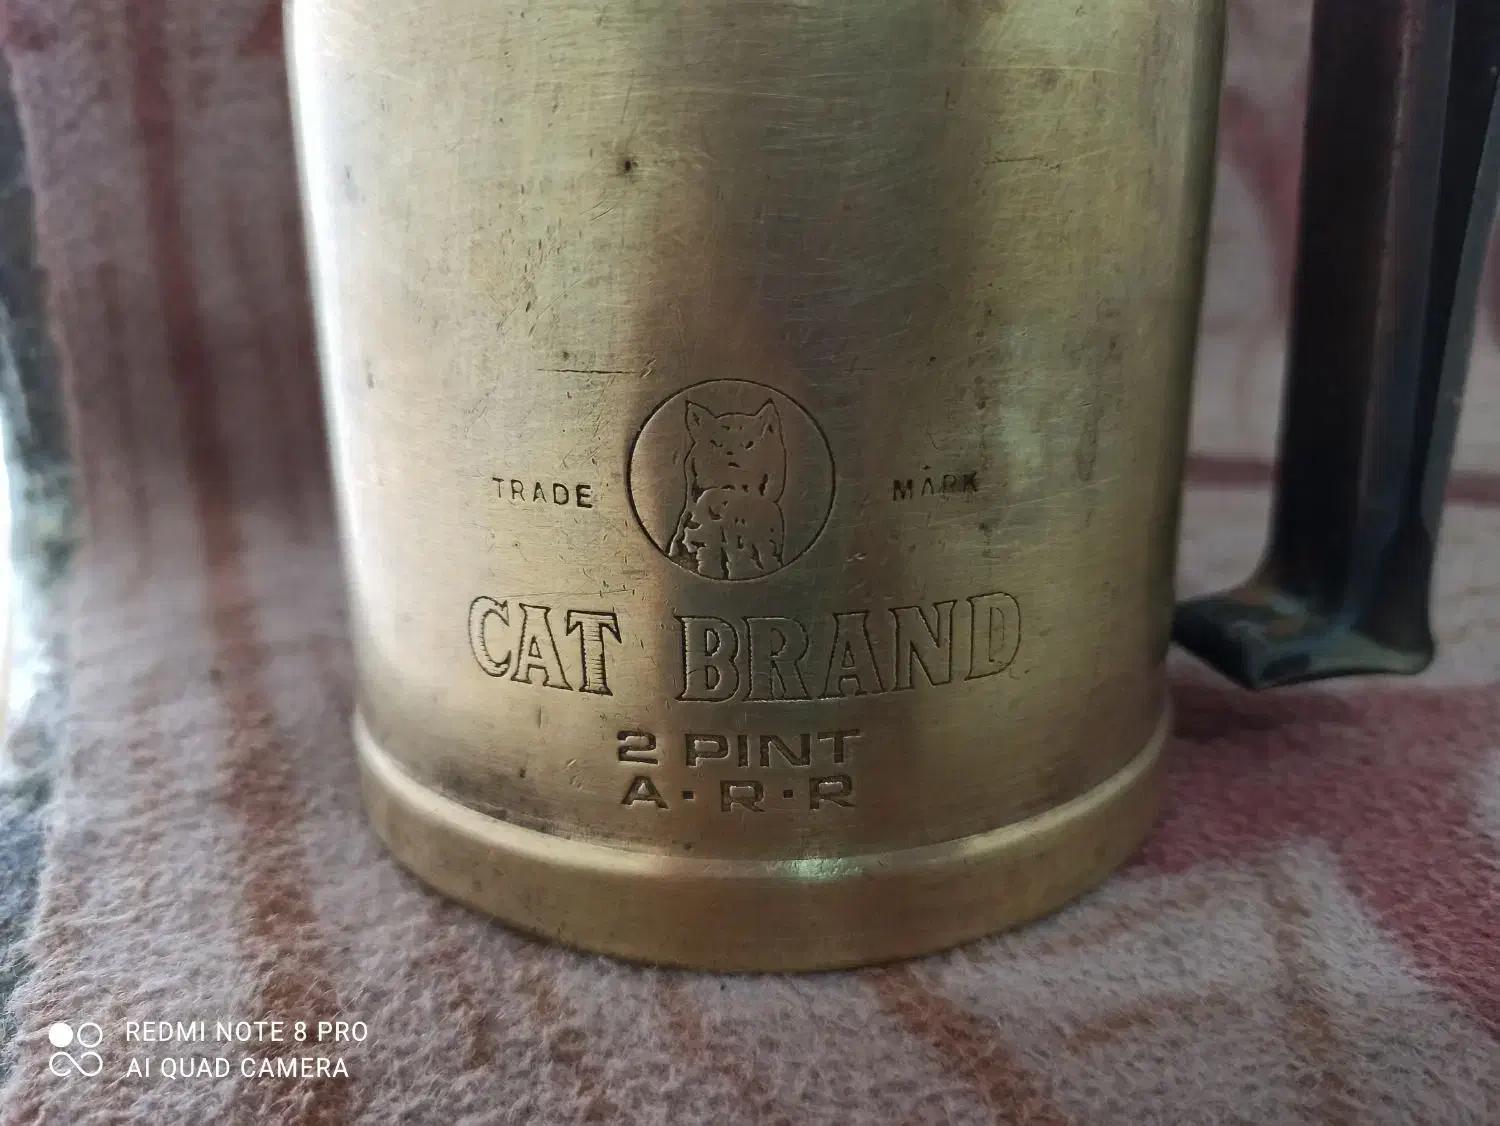 TRADE MARK
CAT BRAND
2 PINT
A·R·R
REDMI NOTE 8 PRO
AI QUAD CAMERA